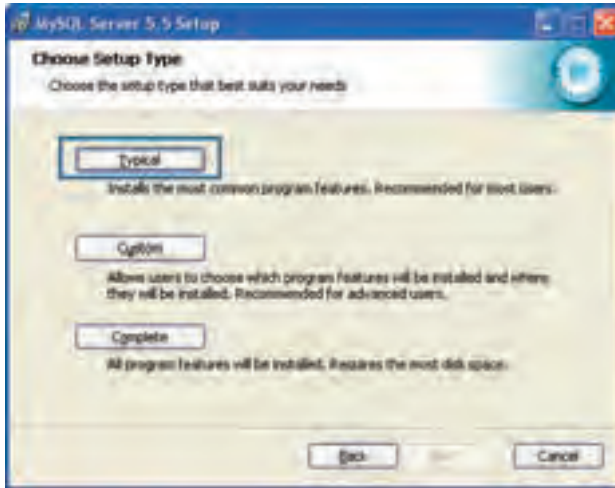 MySQL Server 5.5 Setup
Choose Setup Type
Choose the setup type that best suits your needs
Typical
Installs the most common program features. Recommended for most users.
Custom
Allows users to choose which program features will be installed and where
they will be installed. Recommended for advanced users.
Complete
All program features will be installed. Requires the most disk space.
Back
Cancel